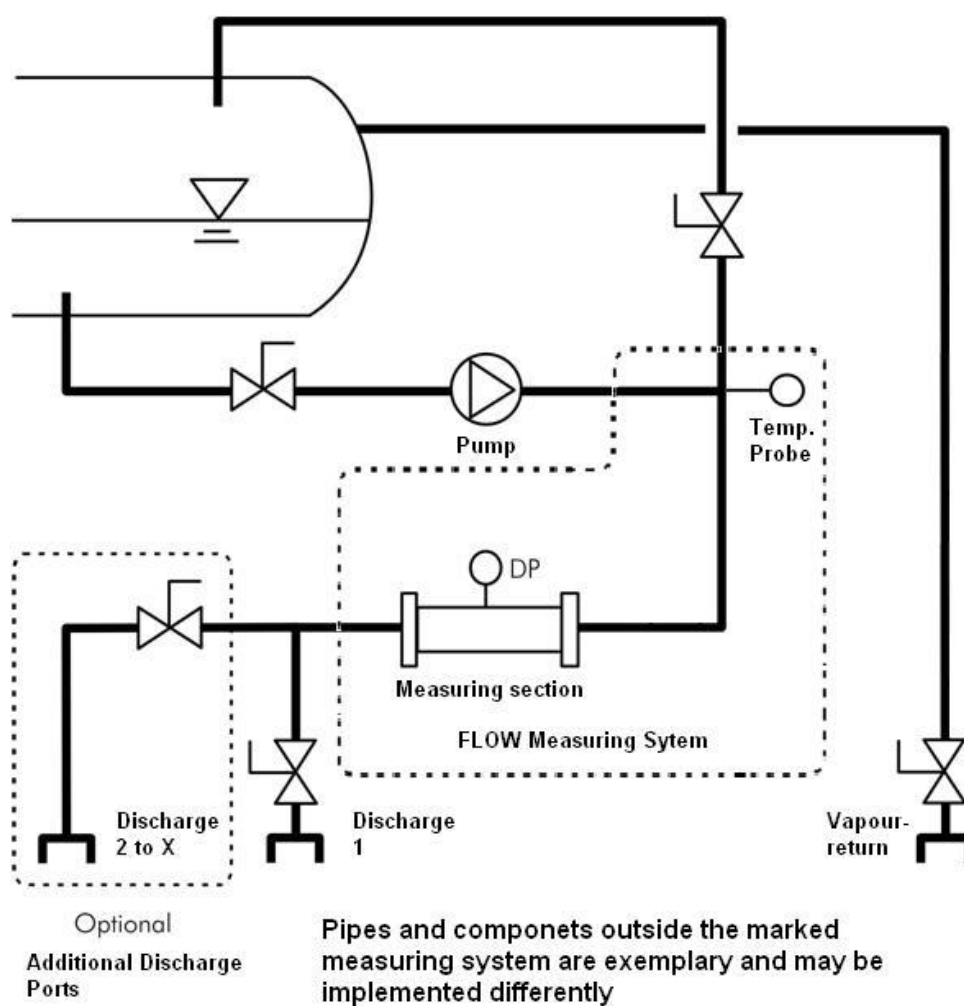 Pump
Temp.
Probe
DP
Measuring section
FLOW Measuring Sytem
Discharge
2 to X
Discharge
1
Vapour-
return
Optional
Additional Discharge
Ports
Pipes and componets outside the marked
measuring system are exemplary and may be
implemented differently